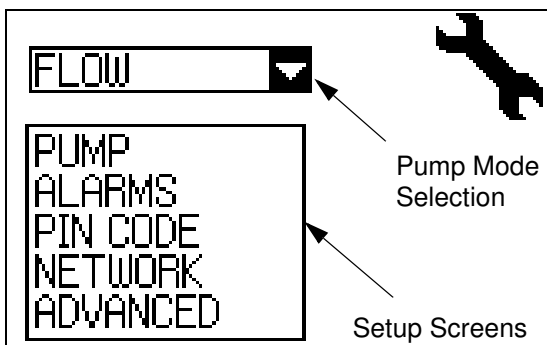 FLOW
PUMP
ALARMS
PIN CODE
NETWORK
ADVANCED
Pump Mode
Selection
Setup Screens